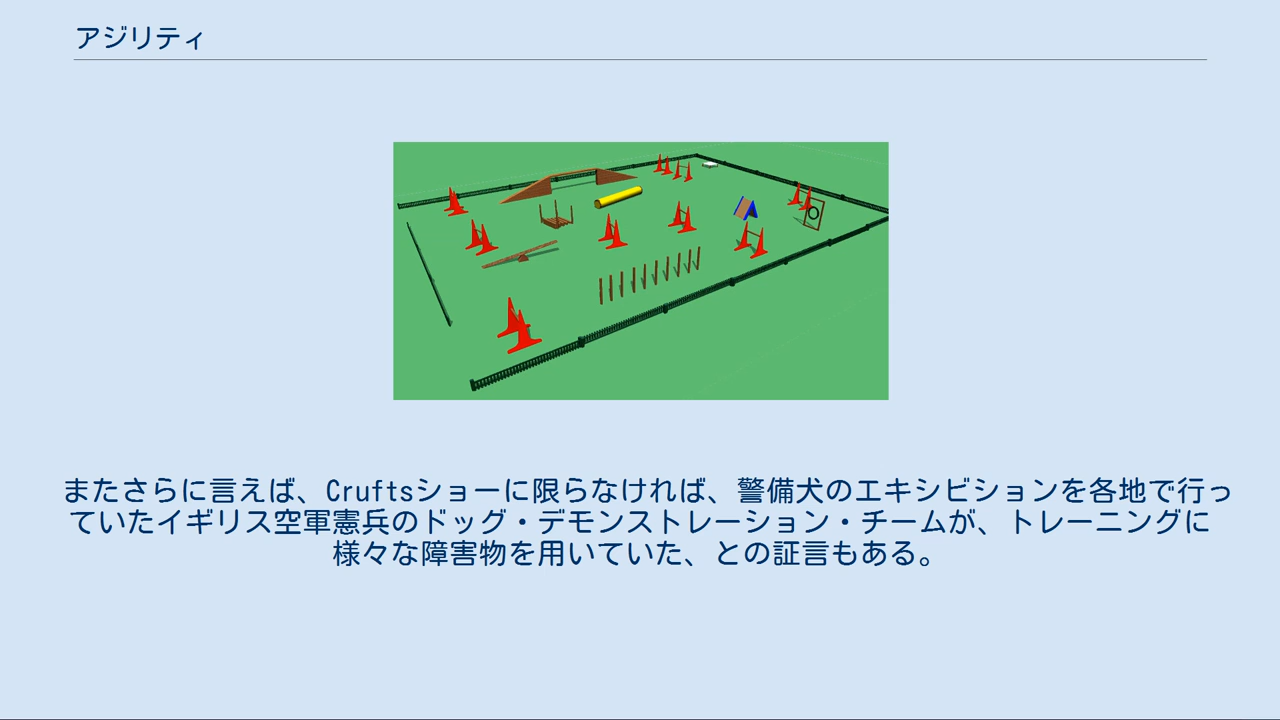 アジリティ
またさらに言えば、Cruftsショーに限らなければ、警備犬のエキシビションを各地で行っ
ていたイギリス空軍憲兵のドッグ・デモンストレーション・チームが、トレーニングに
様々な障害物を用いていた、との証言もある。